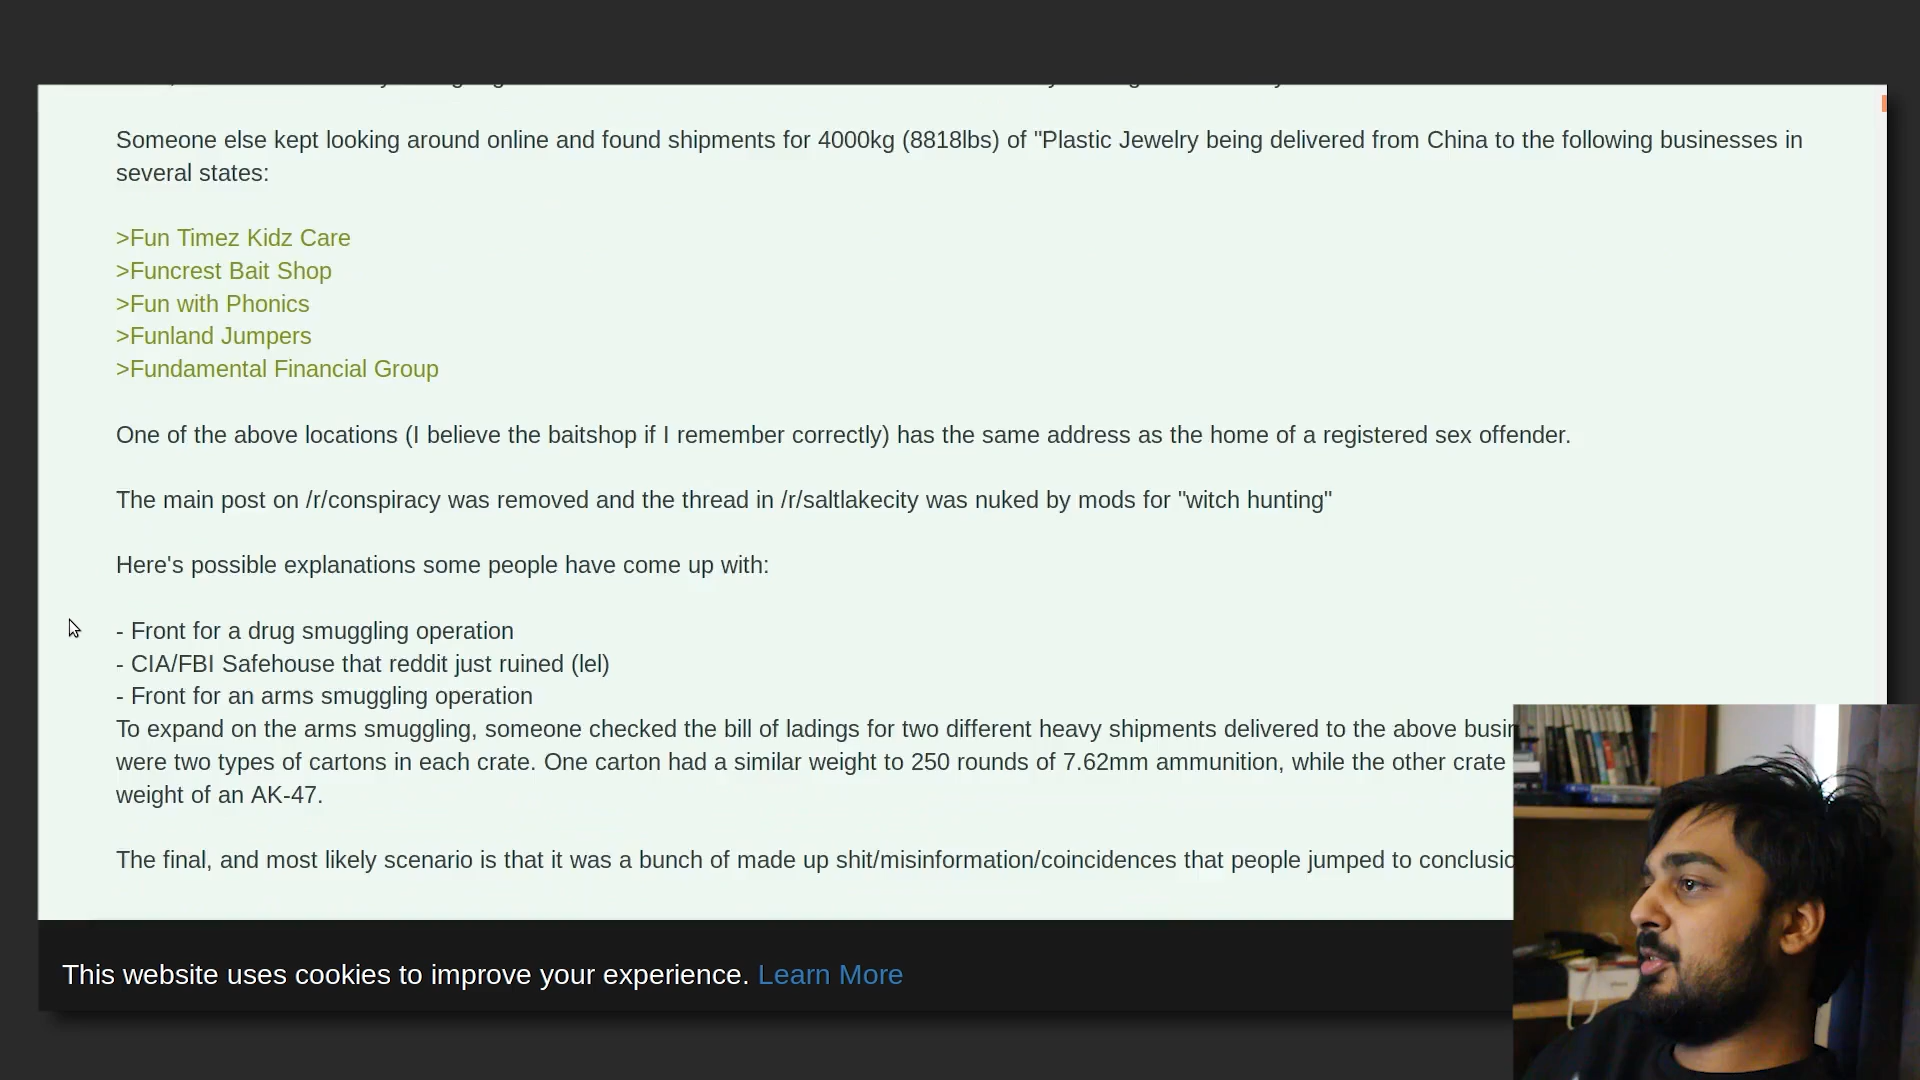 Someone else kept looking around online and found shipments for 4000kg (8818lbs) of "Plastic Jewelry being delivered from China to the following businesses in
several states:
>Fun Timez Kidz Care
>Funcrest Bait Shop
>Fun with Phonics
>Funland Jumpers
>Fundamental Financial Group
One of the above locations (I believe the baitshop if I remember correctly) has the same address as the home of a registered sex offender.
The main post on /r/conspiracy was removed and the thread in /r/saltlakecity was nuked by mods for "witch hunting"
Here's possible explanations some people have come up with:
- Front for a drug smuggling operation
- CIA/FBI Safehouse that reddit just ruined (lel)
- Front for an arms smuggling operation
To expand on the arms smuggling, someone checked the bill of ladings for two different heavy shipments delivered to the above
were two types of cartons in each crate. One carton had a similar weight to 250 rounds of 7.62mm ammunition, while the other crate
weight of an AK-47.
The final, and most likely scenario is that it was a bunch of made up shit/misinformation/coincidences that people jumped to
This website uses cookies to improve your experience. Learn More